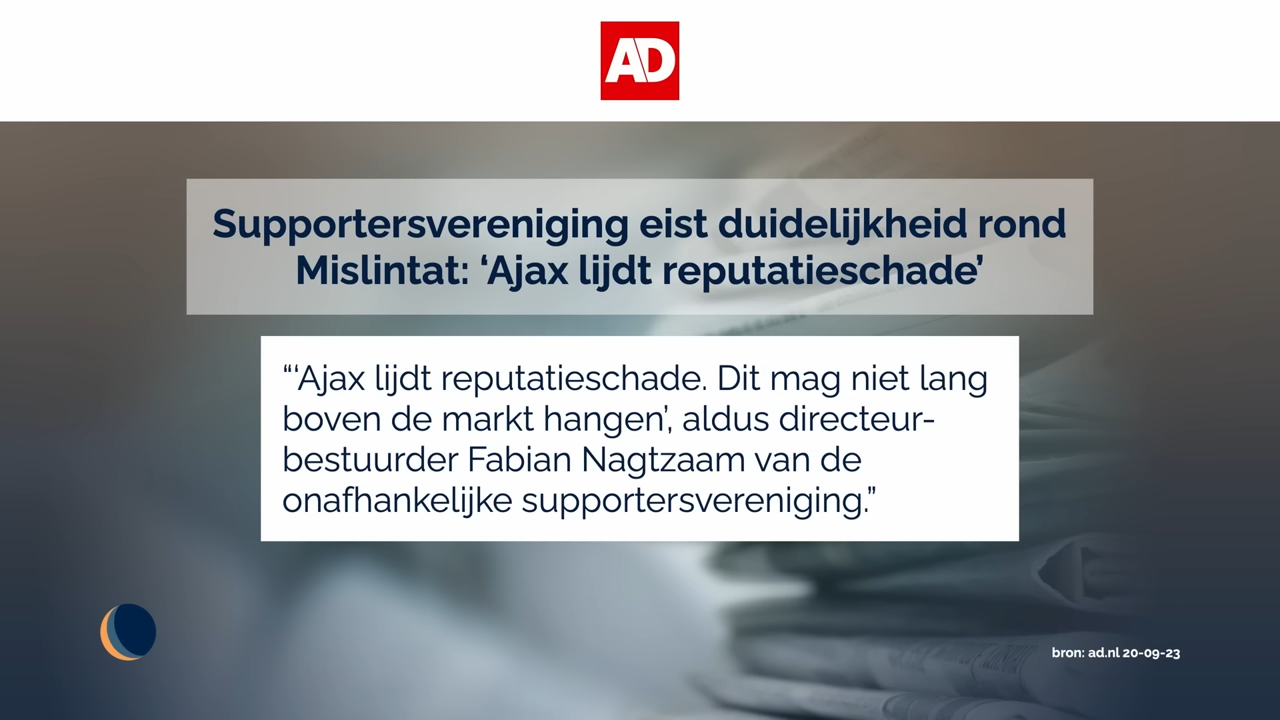 AD
Supportersvereniging eist duidelijkheid rond
Mislintat: ‘Ajax lijdt reputatieschade’
“‘Ajax lijdt reputatieschade. Dit mag niet lang
boven de markt hangen’, aldus directeur-
bestuurder Fabian Nagtzaam van de
onafhankelijke supportersvereniging.”
bron: ad.nl 20-09-23